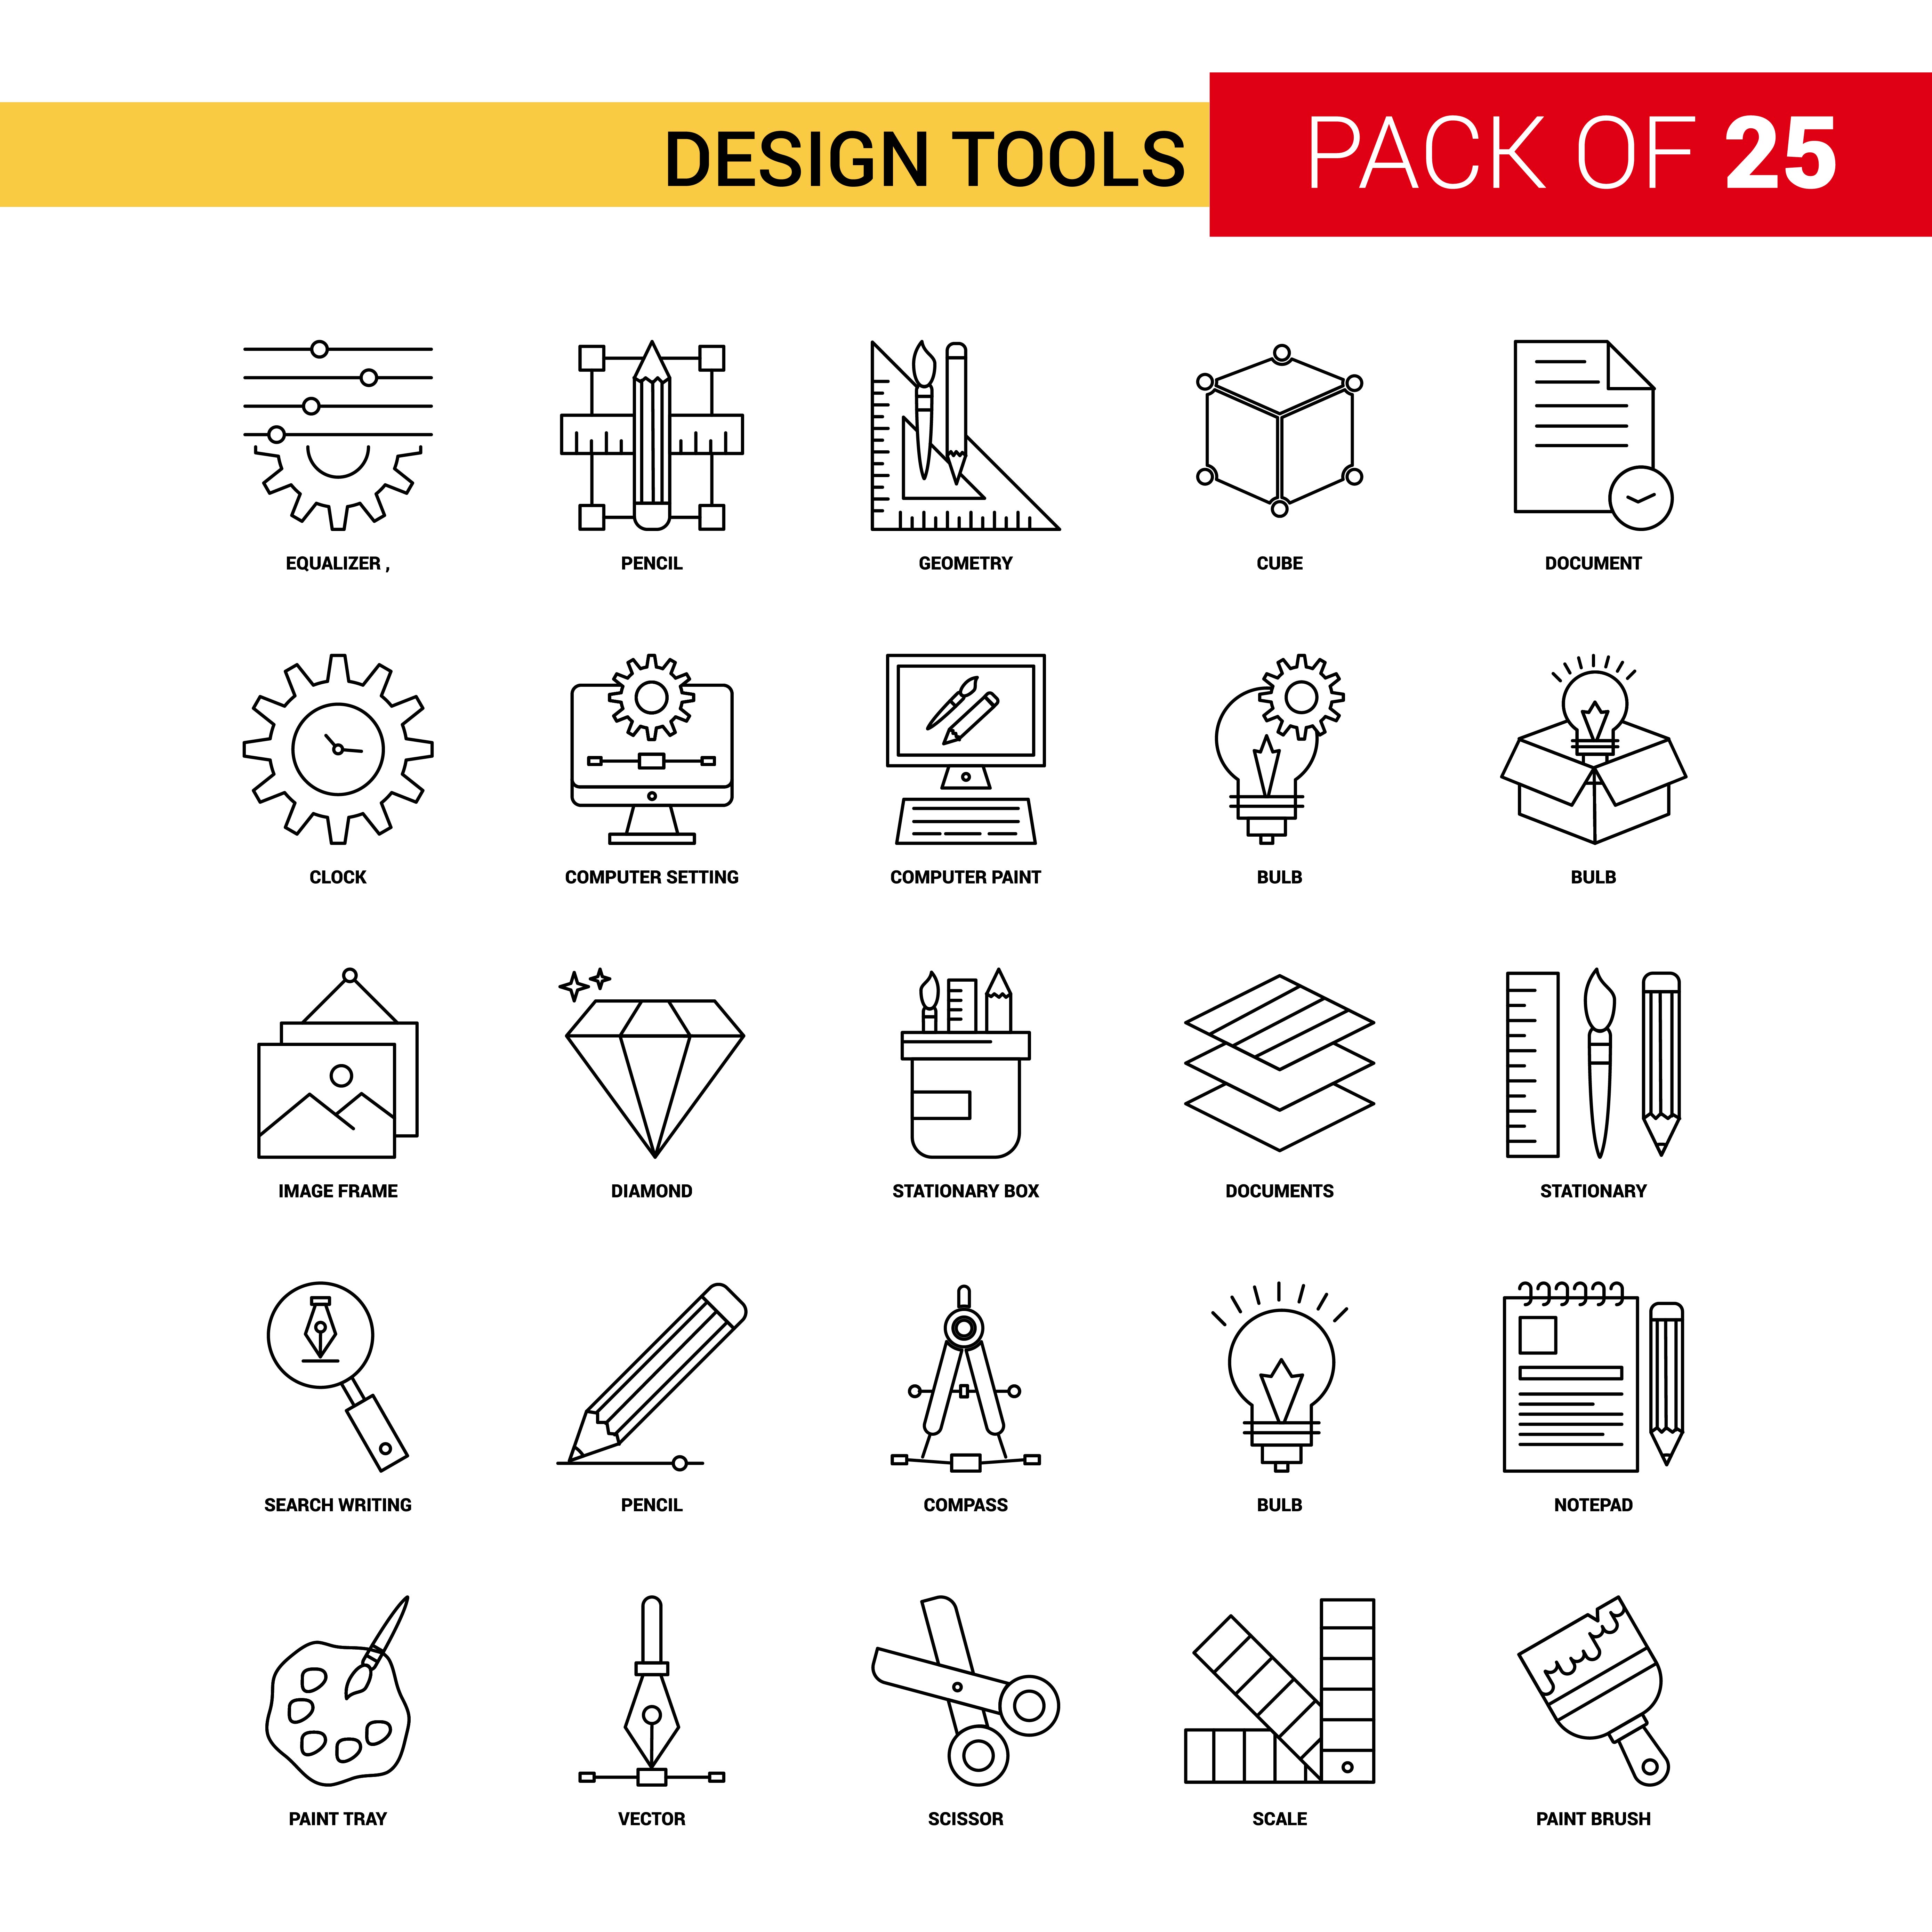 DESIGN TOOLS
PACK OF 25
EQUALIZER ,
PENCIL
GEOMETRY
CUBE
DOCUMENT
CLOCK
COMPUTER SETTING
COMPUTER PAINT
BULB
BULB
IMAGE FRAME
DIAMOND
STATIONARY BOX
DOCUMENTS
STATIONARY
SEARCH WRITING
PENCIL
COMPASS
BULB
NOTEPAD
PAINT TRAY
VECTOR
SCISSOR
SCALE
PAINT BRUSH